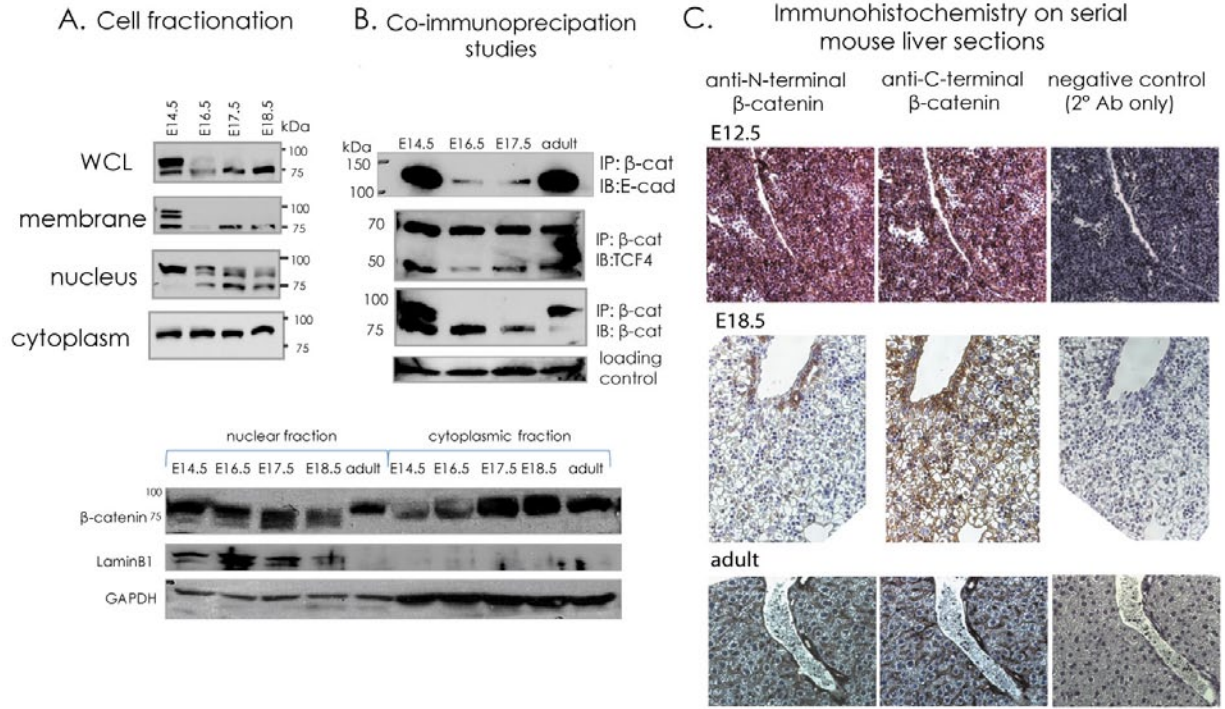 A. Cell fractionation
E14.5 E16.5 E17.5 E18.5 kDa
WCL 100 75
membrane 100 75
nucleus 100 75
cytoplasm 100 75
B. Co-immunoprecipation
studies
kDa E14.5 E16.5 E17.5 adult
150 IP: β-cat
100 IB:E-cad
70 IP: β-cat
50 IB:TCF4
100 IP: β-cat
75 IB: β-cat
loading
control
nuclear fraction cytoplasmic fraction
E14.5 E16.5 E17.5 E18.5 adult E14.5 E16.5 E17.5 E18.5 adult
100
β-catenin 75
LaminB1
GAPDH
C. Immunohistochemistry on serial
mouse liver sections
anti-N-terminal anti-C-terminal negative control
β-catenin β-catenin (2° Ab only)
E12.5
E18.5
adult